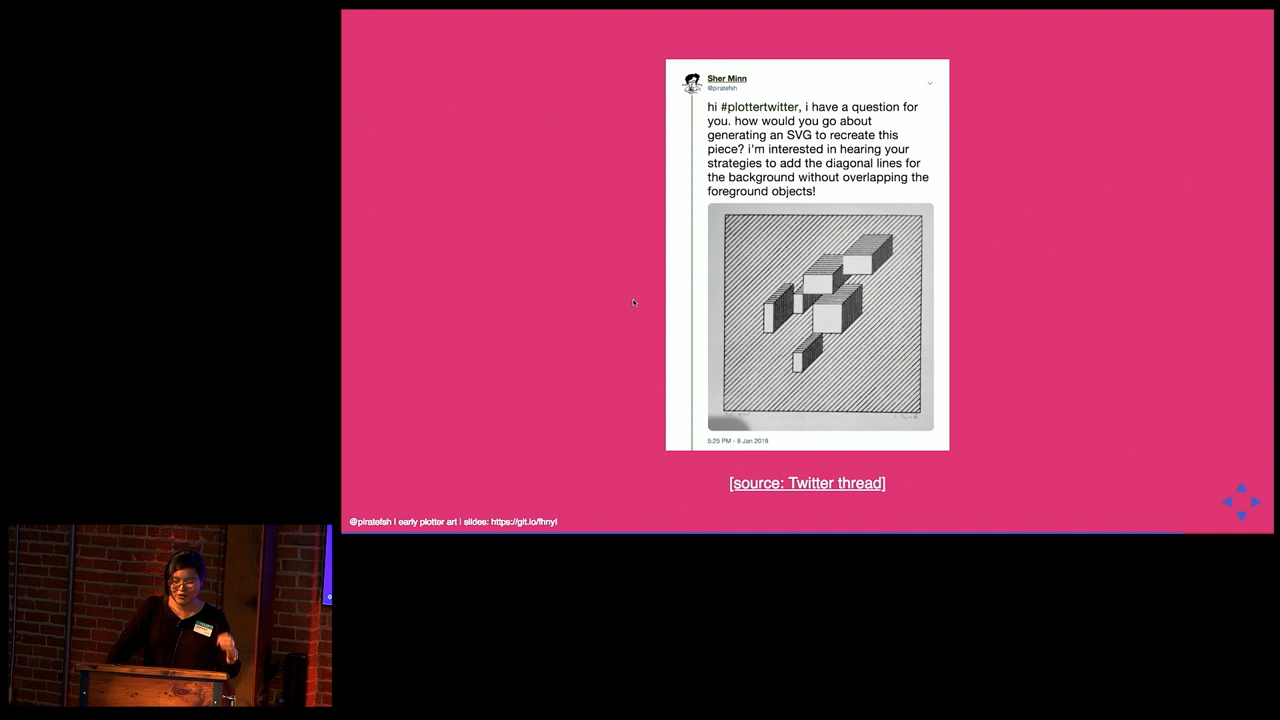 Sher Minn
@piratefsh
hi #plottertwitter, i have a question for
you. how would you go about
generating an SVG to recreate this
piece? i'm interested in hearing your
strategies to add the diagonal lines for
the background without overlapping the
foreground objects!
5:25 PM - 8 Jan 2019
[source: Twitter thread]
@piratefsh | early plotter art | slides: https://git.io/fhnyI